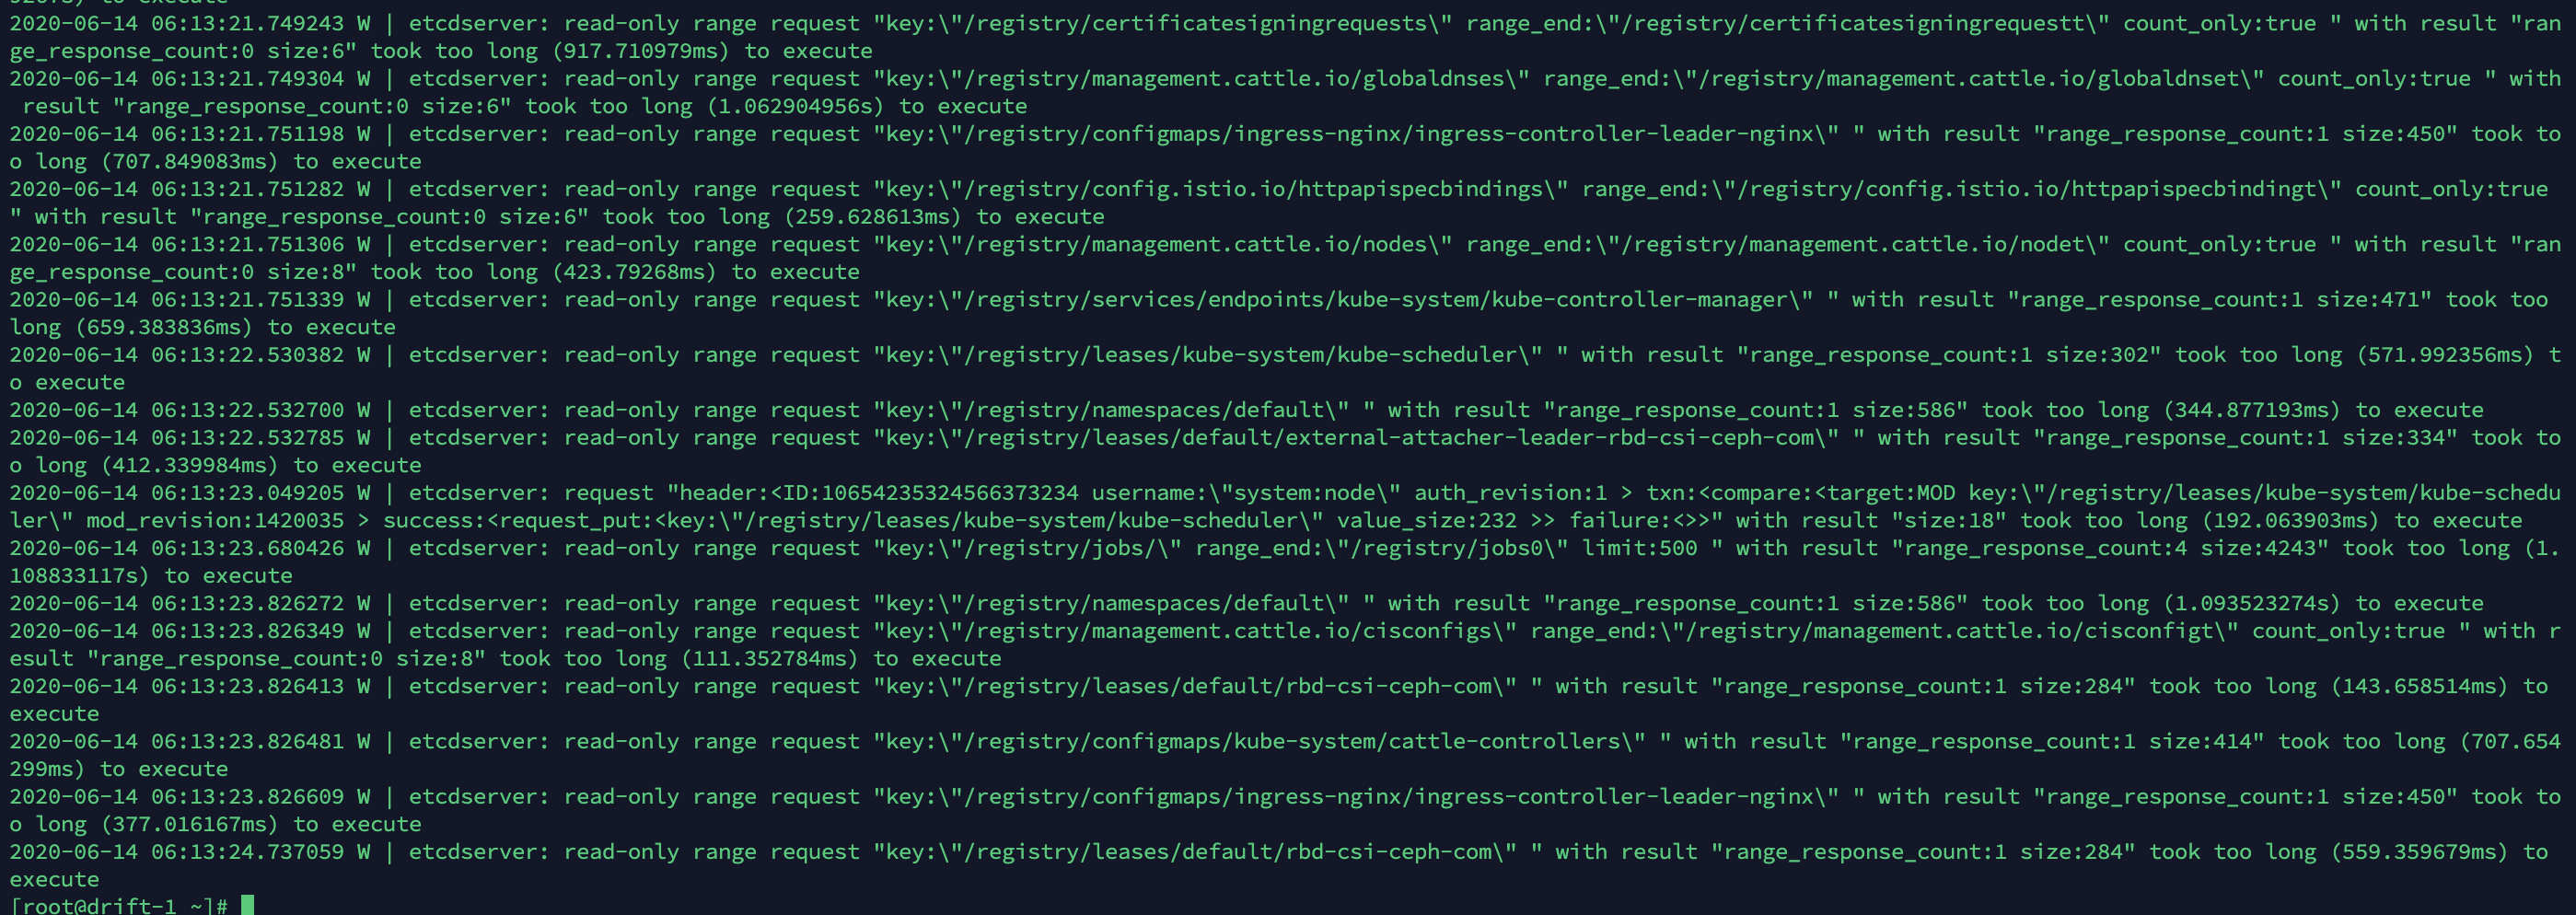 2020-06-14 06:13:21.749243 W | etcdserver: read-only range request "key:\"/registry/certificatesigningrequests\" range_end:\"/registry/certificatesigningrequestt\" count_only:true " with result "ran
ge_response_count:0 size:6" took too long (917.710979ms) to execute
2020-06-14 06:13:21.749304 W | etcdserver: read-only range request "key:\"/registry/management.cattle.io/globaldnses\" range_end:\"/registry/management.cattle.io/globaldnset\" count_only:true " with
 result "range_response_count:0 size:6" took too long (1.062904956s) to execute
2020-06-14 06:13:21.751198 W | etcdserver: read-only range request "key:\"/registry/configmaps/ingress-nginx/ingress-controller-leader-nginx\" " with result "range_response_count:1 size:450" took to
o long (707.849083ms) to execute
2020-06-14 06:13:21.751282 W | etcdserver: read-only range request "key:\"/registry/config.istio.io/httpapispecbindings\" range_end:\"/registry/config.istio.io/httpapispecbindingt\" count_only:true
" with result "range_response_count:0 size:6" took too long (259.628613ms) to execute
2020-06-14 06:13:21.751306 W | etcdserver: read-only range request "key:\"/registry/management.cattle.io/nodes\" range_end:\"/registry/management.cattle.io/nodet\" count_only:true " with result "ran
ge_response_count:0 size:8" took too long (423.79268ms) to execute
2020-06-14 06:13:21.751339 W | etcdserver: read-only range request "key:\"/registry/services/endpoints/kube-system/kube-controller-manager\" " with result "range_response_count:1 size:471" took too
long (659.383836ms) to execute
2020-06-14 06:13:22.530382 W | etcdserver: read-only range request "key:\"/registry/leases/kube-system/kube-scheduler\" " with result "range_response_count:1 size:302" took too long (571.992356ms) t
o execute
2020-06-14 06:13:22.532700 W | etcdserver: read-only range request "key:\"/registry/namespaces/default\" " with result "range_response_count:1 size:586" took too long (344.877193ms) to execute
2020-06-14 06:13:22.532785 W | etcdserver: read-only range request "key:\"/registry/leases/default/external-attacher-leader-rbd-csi-ceph-com\" " with result "range_response_count:1 size:334" took to
o long (412.339984ms) to execute
2020-06-14 06:13:23.049205 W | etcdserver: request "header:<ID:10654235324566373234 username:\"system:node\" auth_revision:1 > txn:<compare:<target:MOD key:\"/registry/leases/kube-system/kube-schedu
ler\" mod_revision:1420035 > success:<request_put:<key:\"/registry/leases/kube-system/kube-scheduler\" value_size:232 >> failure:<>>" with result "size:18" took too long (192.063903ms) to execute
2020-06-14 06:13:23.680426 W | etcdserver: read-only range request "key:\"/registry/jobs/\" range_end:\"/registry/jobs0\" limit:500 " with result "range_response_count:4 size:4243" took too long (1.
108833117s) to execute
2020-06-14 06:13:23.826272 W | etcdserver: read-only range request "key:\"/registry/namespaces/default\" " with result "range_response_count:1 size:586" took too long (1.093523274s) to execute
2020-06-14 06:13:23.826349 W | etcdserver: read-only range request "key:\"/registry/management.cattle.io/cisconfigs\" range_end:\"/registry/management.cattle.io/cisconfigt\" count_only:true " with r
esult "range_response_count:0 size:8" took too long (111.352784ms) to execute
2020-06-14 06:13:23.826413 W | etcdserver: read-only range request "key:\"/registry/leases/default/rbd-csi-ceph-com\" " with result "range_response_count:1 size:284" took too long (143.658514ms) to
execute
2020-06-14 06:13:23.826481 W | etcdserver: read-only range request "key:\"/registry/configmaps/kube-system/cattle-controllers\" " with result "range_response_count:1 size:414" took too long (707.654
299ms) to execute
2020-06-14 06:13:23.826609 W | etcdserver: read-only range request "key:\"/registry/configmaps/ingress-nginx/ingress-controller-leader-nginx\" " with result "range_response_count:1 size:450" took to
o long (377.016167ms) to execute
2020-06-14 06:13:24.737059 W | etcdserver: read-only range request "key:\"/registry/leases/default/rbd-csi-ceph-com\" " with result "range_response_count:1 size:284" took too long (559.359679ms) to
execute
[root@drift-1 ~]#